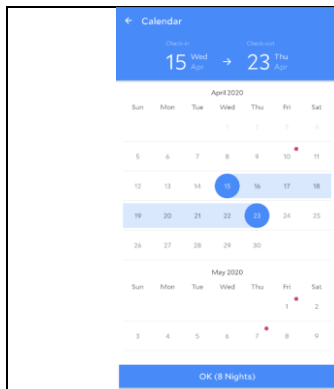 ← Calendar
Check-in Check-out
15 Wed Apr → 23 Thu Apr
April 2020
Sun Mon Tue Wed Thu Fri Sat
1 2 3 4
5 6 7 8 9 10 11
12 13 14 15 16 17 18
19 20 21 22 23 24 25
26 27 28 29 30
May 2020
Sun Mon Tue Wed Thu Fri Sat
1 2
3 4 5 6 7 8 9
OK (8 Nights)